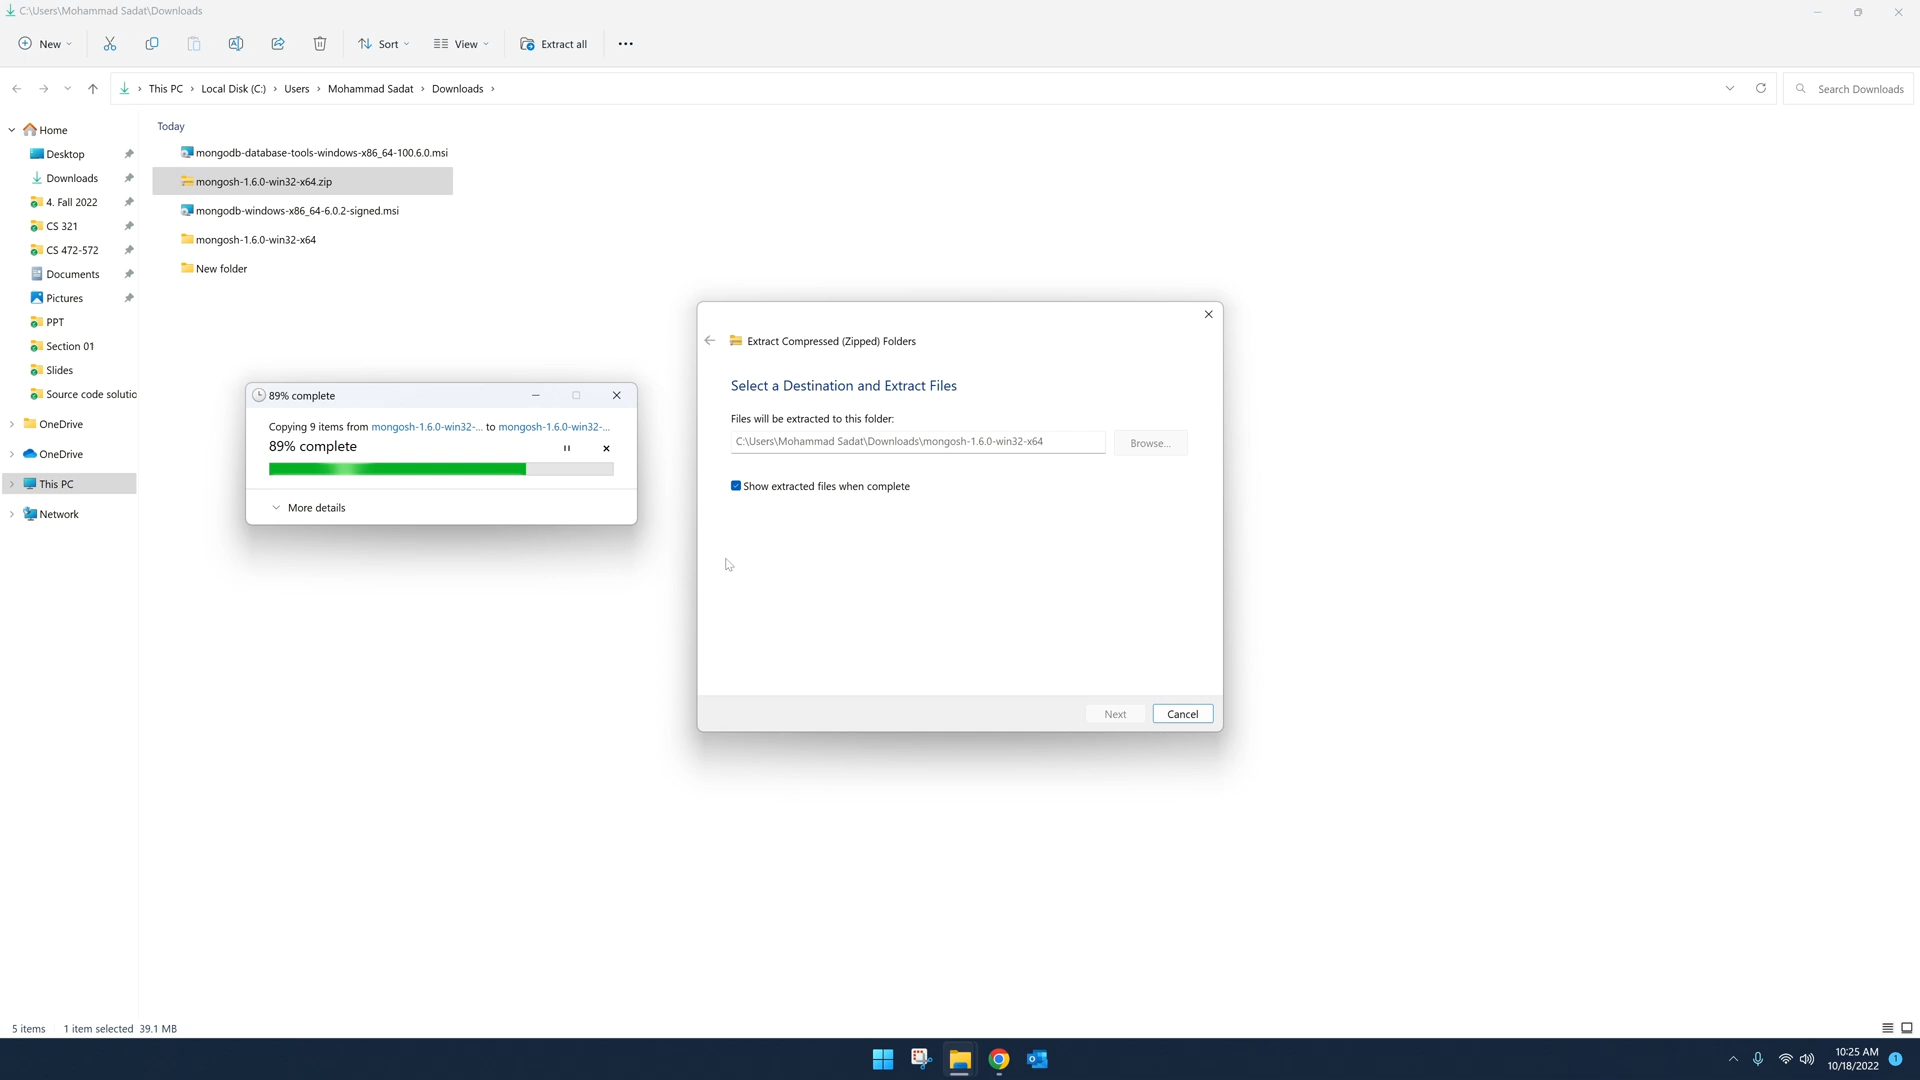 C:\Users\Mohammad Sadat\Downloads
New
Sort
View
Extract all
This PC > Local Disk (C:) > Users > Mohammad Sadat > Downloads >
Search Downloads
Home
Desktop
Downloads
4. Fall 2022
CS 321
CS 472-572
Documents
Pictures
PPT
Section 01
Slides
Source code solutio
OneDrive
OneDrive
This PC
Network
Today
mongodb-database-tools-windows-x86_64-100.6.0.msi
mongosh-1.6.0-win32-x64.zip
mongodb-windows-x86_64-6.0.2-signed.msi
mongosh-1.6.0-win32-x64
New folder
89% complete
Copying 9 items from mongosh-1.6.0-win32-... to mongosh-1.6.0-win32-...
89% complete
More details
Extract Compressed (Zipped) Folders
Select a Destination and Extract Files
Files will be extracted to this folder:
C:\Users\Mohammad Sadat\Downloads\mongosh-1.6.0-win32-x64
Browse...
Show extracted files when complete
Next
Cancel
5 items 1 item selected 39.1 MB
10:25 AM
10/18/2022
1